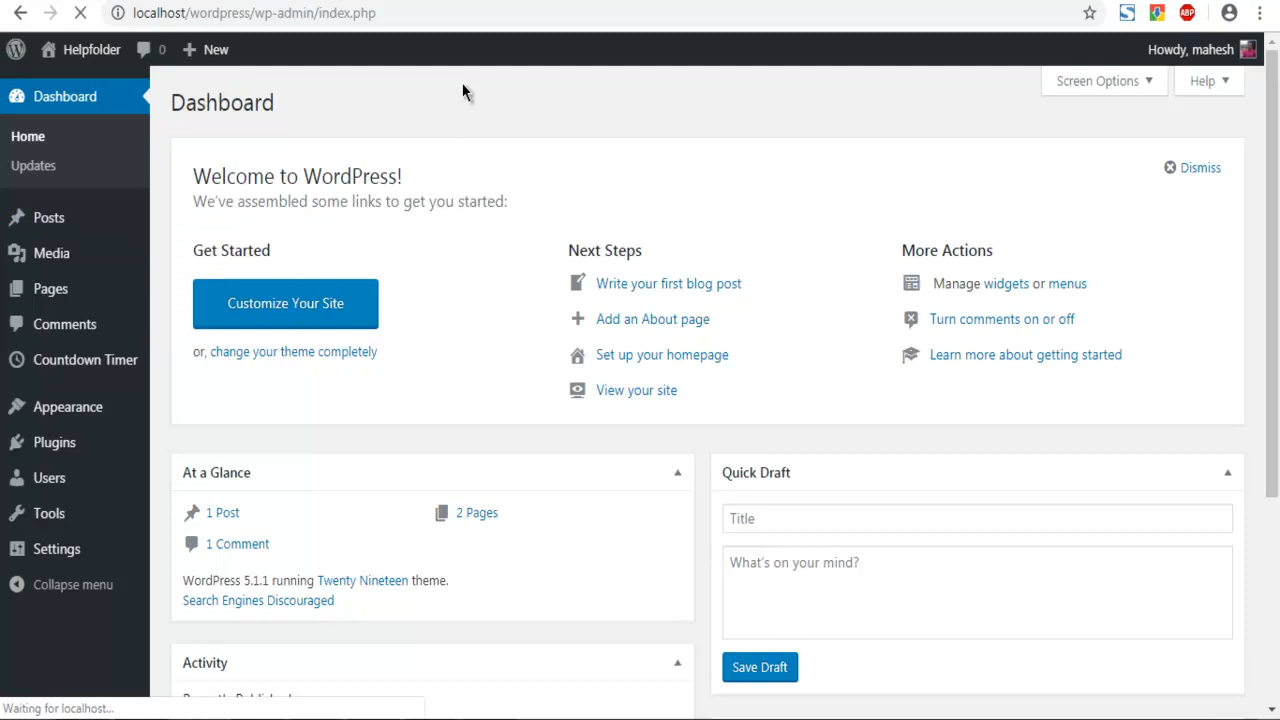 localhost/wordpress/wp-admin/index.php
ABP
Helpfolder 0 New Howdy, mahesh
Screen Options Help
Dashboard
Home
Updates
Posts
Media
Pages
Comments
Countdown Timer
Appearance
Plugins
Users
Tools
Settings
Collapse menu
Dashboard
Welcome to WordPress!
Dismiss
We've assembled some links to get you started:
Get Started
Customize Your Site
or, change your theme completely
Next Steps
Write your first blog post
Add an About page
Set up your homepage
View your site
More Actions
Manage widgets or menus
Turn comments on or off
Learn more about getting started
At a Glance
1 Post 2 Pages
1 Comment
WordPress 5.1.1 running Twenty Nineteen theme.
Search Engines Discouraged
Activity
Quick Draft
Title
What's on your mind?
Save Draft
Waiting for localhost...